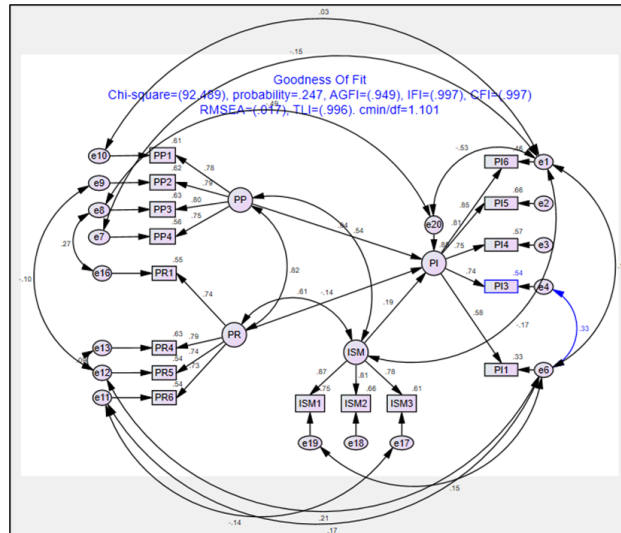 .03
-.15
Goodness Of Fit
Chi-square=(92.489), probability=.247, AGFI=(.949), IFI=(.997), CFI=(.997)
RMSEA=(.017), TLI=(.996). cmin/df=1.101
.49
e10
.61
PP1
.78
e9
.62
PP2
.79
e8
.63
PP3
.80
e7
.56
PP4
.75
PP
-.53
.46
PI6
e1
.85
.66
PI5
e2
.81
.57
PI4
e3
.75
.54
PI3
e4
.74
.33
PI1
e6
.58
.33
e20
PI
.54
.27
e16
.55
PR1
.74
.82
-.14
.19
-.17
-.10
PR
.61
e13
.63
PR4
.79
e12
.54
PR5
.74
e11
.54
PR6
.73
ISM
.87
.81
.78
.75
ISM1
.66
ISM2
.61
ISM3
e19
e18
e17
.15
-.14
.21
.17